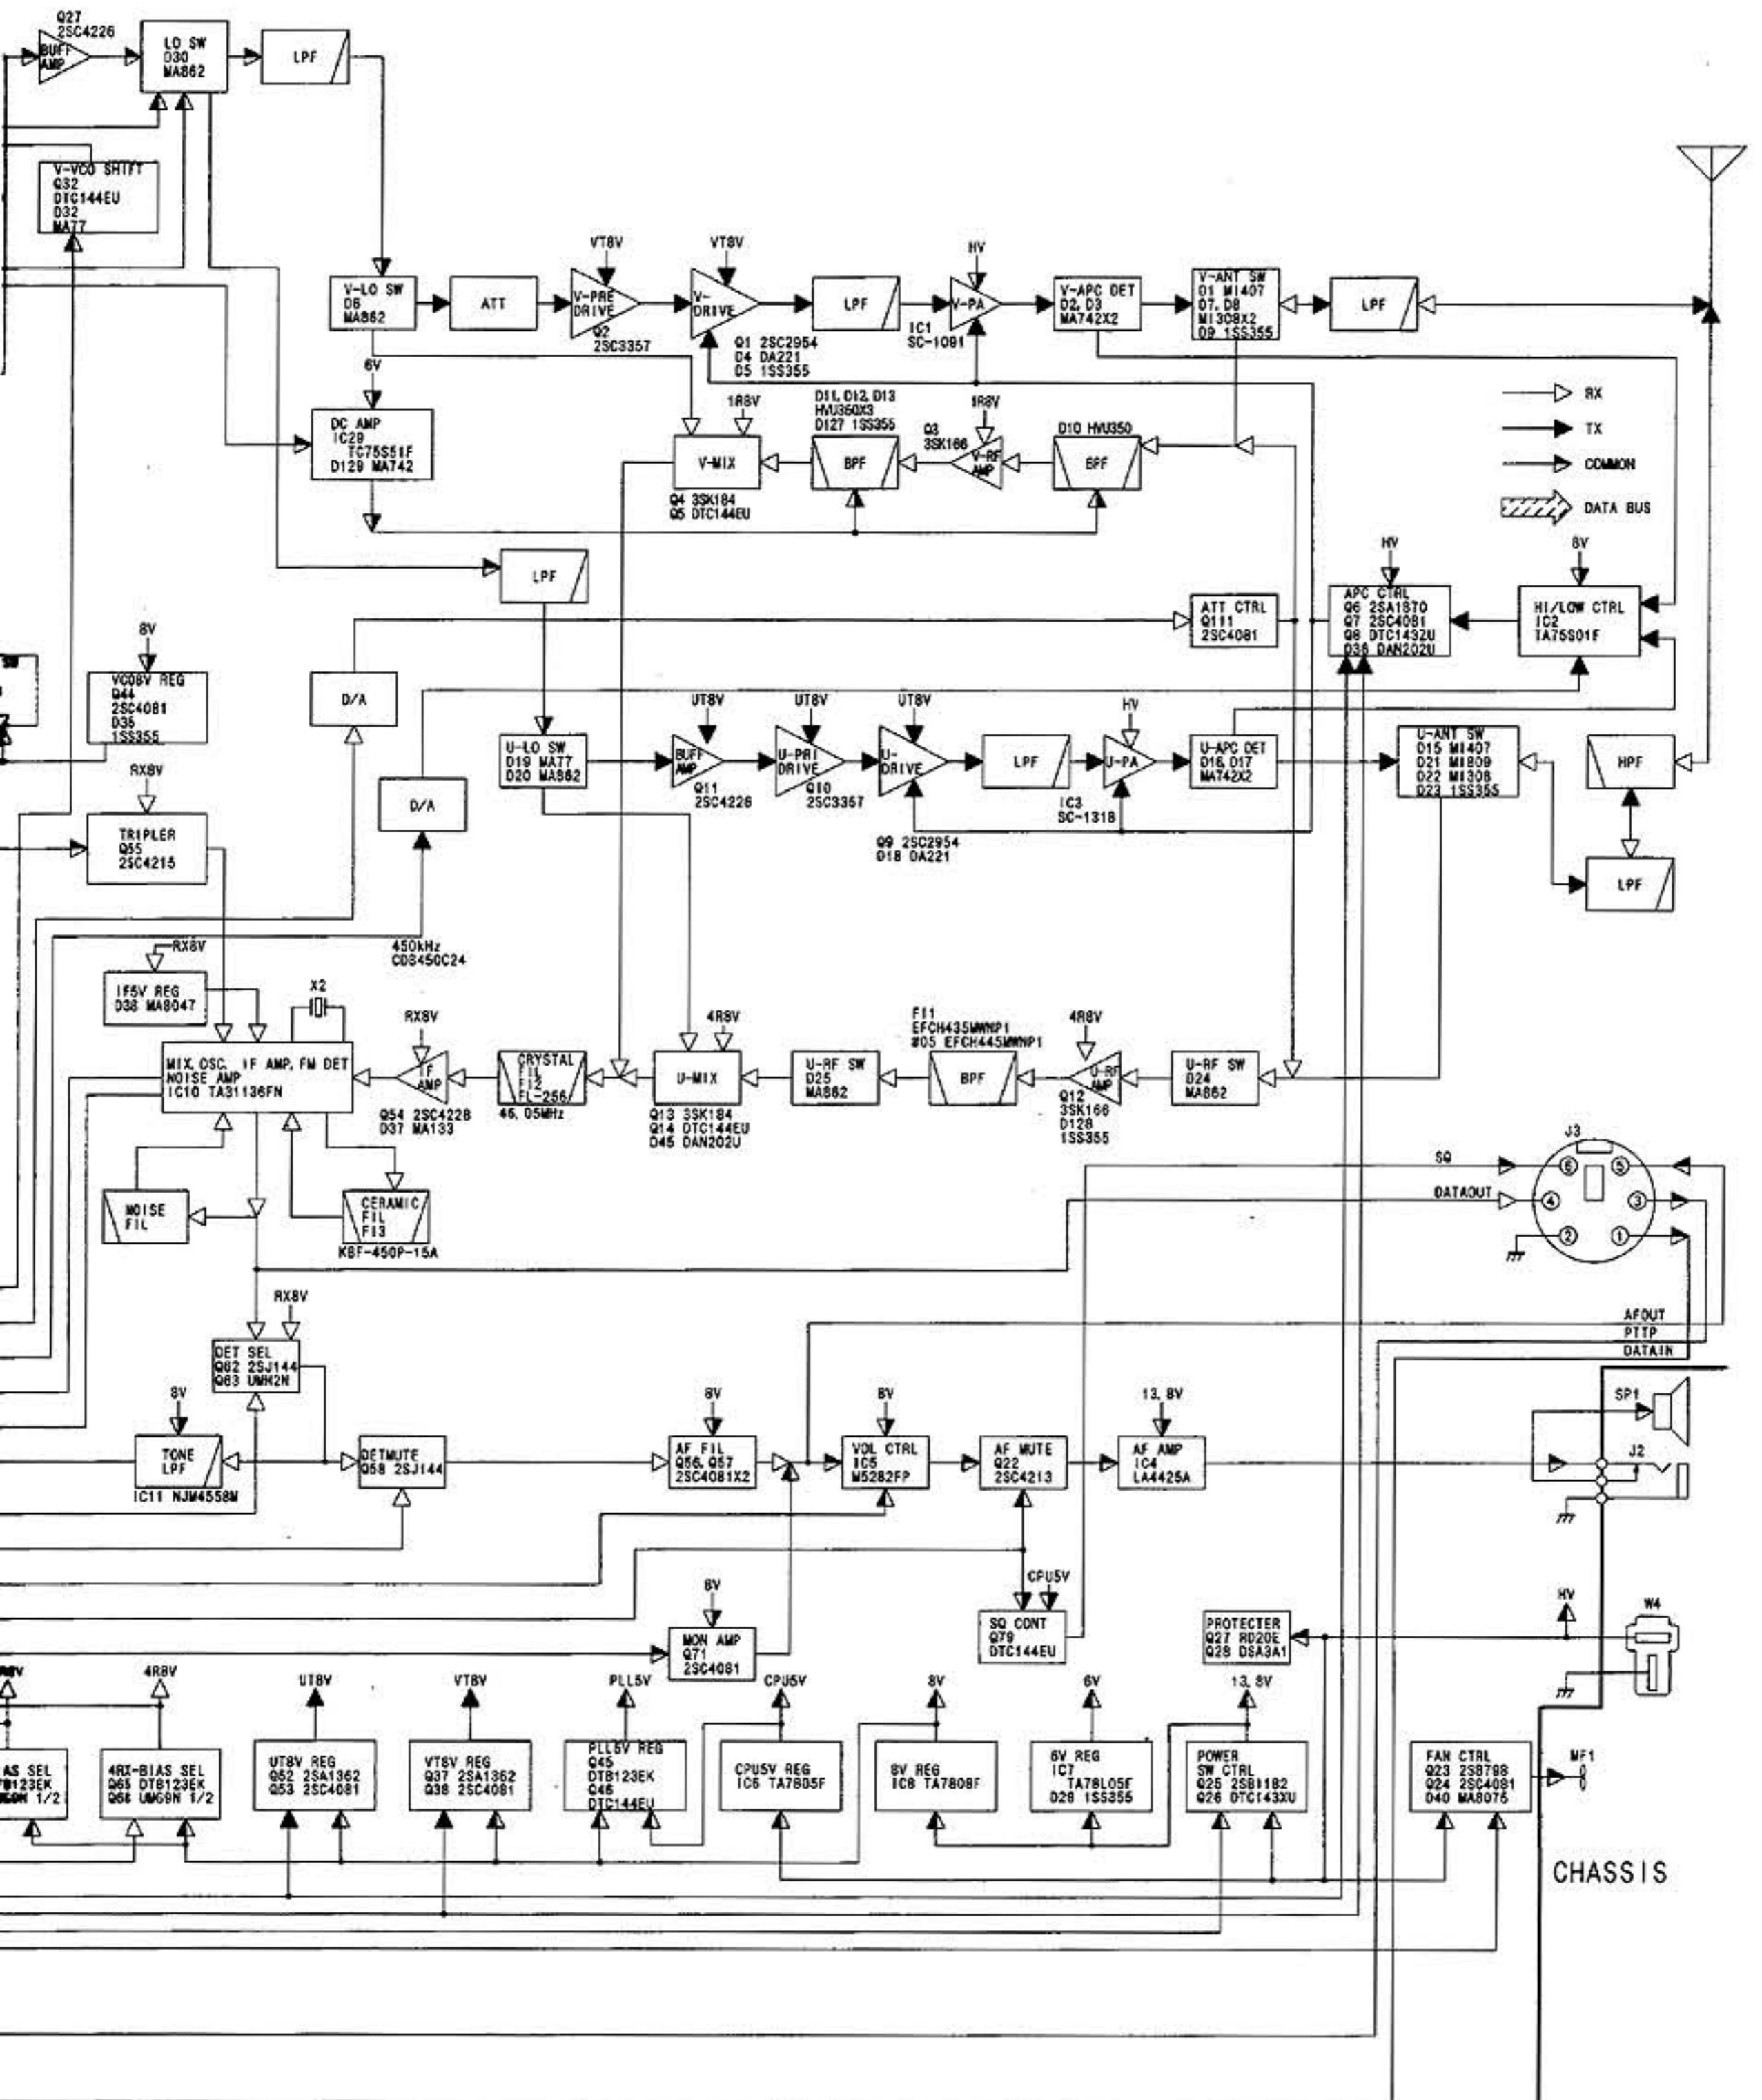 Q27
2SC4226
BUFF
AMP
LO SW
D30
MA862
LPF
V-VCO SHIFT
Q32
DTC144EU
D32
MA77
VT8V
VT8V
HV
V-LO SW
D6
MA862
ATT
V-PRE
DRIVE
Q2
2SC3357
V-
DRIVE
Q1 2SC2954
D4 DA221
D5 1SS355
LPF
V-PA
IC1
SC-1091
V-APC DET
D2, D3
MA742X2
V-ANT SW
D1 MI407
D7, D8
MI308X2
D9 1SS355
LPF
6V
DC AMP
IC29
TC75S51F
D129 MA742
1R8V
V-MIX
Q4 3SK184
Q5 DTC144EU
D11, D12, D13
HVU350X3
D127 1SS355
BPF
Q3
3SK166
1R8V
V-RF
AMP
D10 HVU350
BPF
RX
TX
COMMON
DATA BUS
LPF
ATT CTRL
Q111
2SC4081
HV
APC CTRL
Q6 2SA1870
Q7 2SC4081
Q8 DTC1432U
D36 DAN202U
8V
HI/LOW CTRL
IC2
TA75S01F
8V
VCO8V REG
Q44
2SC4081
D35
1SS355
D/A
D/A
U-LO SW
D19 MA77
D20 MA862
UT8V
BUFF
AMP
Q11
2SC4226
UT8V
U-PRI
DRIVE
Q10
2SC3357
UT8V
U-
DRIVE
Q9 2SC2954
D18 DA221
LPF
HV
U-PA
IC3
SC-1318
U-APC DET
D16, D17
MA742X2
U-ANT SW
D15 MI407
D21 MI809
D22 MI308
D23 1SS355
HPF
LPF
RX8V
TRIPLER
Q55
2SC4215
RX8V
IF5V REG
D38 MA8047
450kHz
CDB450C24
X2
MIX, OSC, IF AMP, FM DET
NOISE AMP
IC10 TA31136FN
RX8V
IF
AMP
Q54 2SC4228
D37 MA133
CRYSTAL
FIL
FI2
FL-256
46.05MHz
4R8V
U-MIX
Q13 3SK184
Q14 DTC144EU
D45 DAN202U
U-RF SW
D25
MA862
FI1
EFCH435MWNP1
#05 EFCH445MWNP1
BPF
4R8V
U-RF
AMP
Q12
3SK166
D128
1SS355
U-RF SW
D24
MA862
NOISE
FIL
CERAMIC
FIL
FI3
KBF-450P-15A
SQ
DATAOUT
J3
6
5
4
3
2
1
RX8V
DET SEL
Q62 2SJ144
Q63 UMH2N
AFOUT
PTTP
DATAIN
8V
TONE
LPF
IC11 NJM4558M
DETMUTE
Q58 2SJ144
8V
AF FIL
Q56, Q57
2SC4081X2
8V
VOL CTRL
IC5
M5282FP
AF MUTE
Q22
2SC4213
13.8V
AF AMP
IC4
LA4425A
SP1
J2
8V
MON AMP
Q71
2SC4081
CPU5V
SQ CONT
Q79
DTC144EU
PROTECTER
Q27 RD20E
Q28 DSA3A1
HV
W4
4R8V
UT8V
VT8V
PLL5V
CPU5V
8V
6V
13.8V
AS SEL
4RX-BIAS SEL
Q65 DTB123EK
Q66 UMG9N 1/2
UT8V REG
Q52 2SA1362
Q53 2SC4081
VT8V REG
Q37 2SA1362
Q38 2SC4081
PLL5V REG
Q45
DTB123EK
Q46
DTC144EU
CPU5V REG
IC6 TA7805F
8V REG
IC8 TA7808F
6V REG
IC7
TA78L05F
D28 1SS355
POWER
SW CTRL
Q25 2SB1182
Q26 DTC143XU
FAN CTRL
Q23 2SB798
Q24 2SC4081
D40 MA8075
MF1
CHASSIS